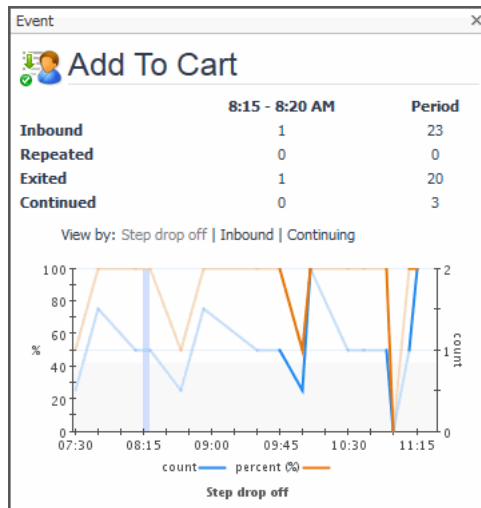 Event
Add To Cart
8:15 - 8:20 AM Period
Inbound 1 23
Repeated 0 0
Exited 1 20
Continued 0 3
View by: Step drop off | Inbound | Continuing
100 2
80
60
1
40
20
0 0
%
count
07:30 08:15 09:00 09:45 10:30 11:15
count percent (%)
Step drop off